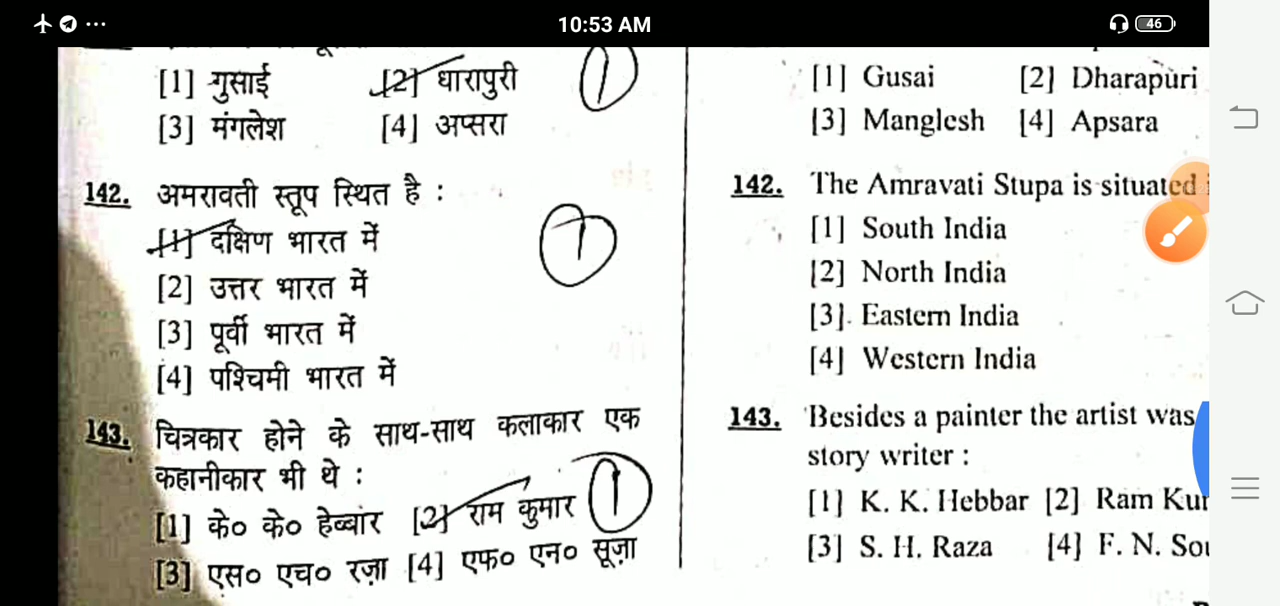 10:53 AM
46
[1] गुसाई [2] धारापुरी
[3] मंगलेश [4] अप्सरा
1
142. अमरावती स्तूप स्थित है :
[1] दक्षिण भारत में
[2] उत्तर भारत में
[3] पूर्वी भारत में
[4] पश्चिमी भारत में
1
143. चित्रकार होने के साथ-साथ कलाकार एक
कहानीकार भी थे :
[1] के० के० हेब्बार [2] राम कुमार
[3] एस० एच० रज़ा [4] एफ० एन० सूज़ा
1
[1] Gusai [2] Dharapuri
[3] Manglesh [4] Apsara
142. The Amravati Stupa is situated
[1] South India
[2] North India
[3] Eastern India
[4] Western India
143. Besides a painter the artist was
story writer :
[1] K. K. Hebbar [2] Ram Kur
[3] S. H. Raza [4] F. N. Sou